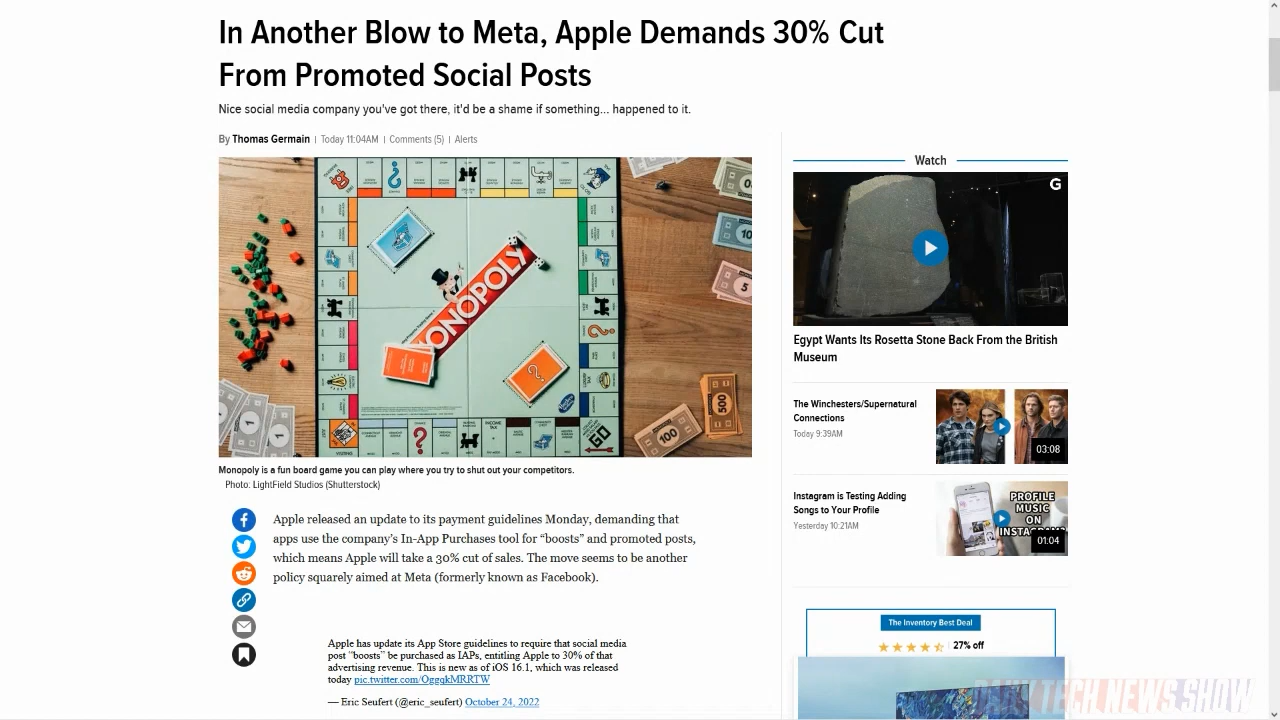 In Another Blow to Meta, Apple Demands 30% Cut
From Promoted Social Posts
Nice social media company you've got there, it'd be a shame if something... happened to it.
By Thomas Germain | Today 11:04AM | Comments (5) | Alerts
MONOPOLY
GO
1
1
100
500
10
5
Monopoly is a fun board game you can play where you try to shut out your competitors.
Photo: LightField Studios (Shutterstock)
Apple released an update to its payment guidelines Monday, demanding that
apps use the company's In-App Purchases tool for “boosts” and promoted posts,
which means Apple will take a 30% cut of sales. The move seems to be another
policy squarely aimed at Meta (formerly known as Facebook).
Apple has update its App Store guidelines to require that social media
post “boosts” be purchased as IAPs, entitling Apple to 30% of that
advertising revenue. This is new as of iOS 16.1, which was released
today pic.twitter.com/OggqkMRRTW
— Eric Seufert (@eric_seufert) October 24, 2022
Watch
G
Egypt Wants Its Rosetta Stone Back From the British
Museum
The Winchesters/Supernatural
Connections
Today 9:39AM
03:08
Instagram is Testing Adding
Songs to Your Profile
Yesterday 10:21AM
PROFILE
MUSIC
ON
INSTAGRAM?
01:04
The Inventory Best Deal
27% off
DAILY TECH NEWS SHOW